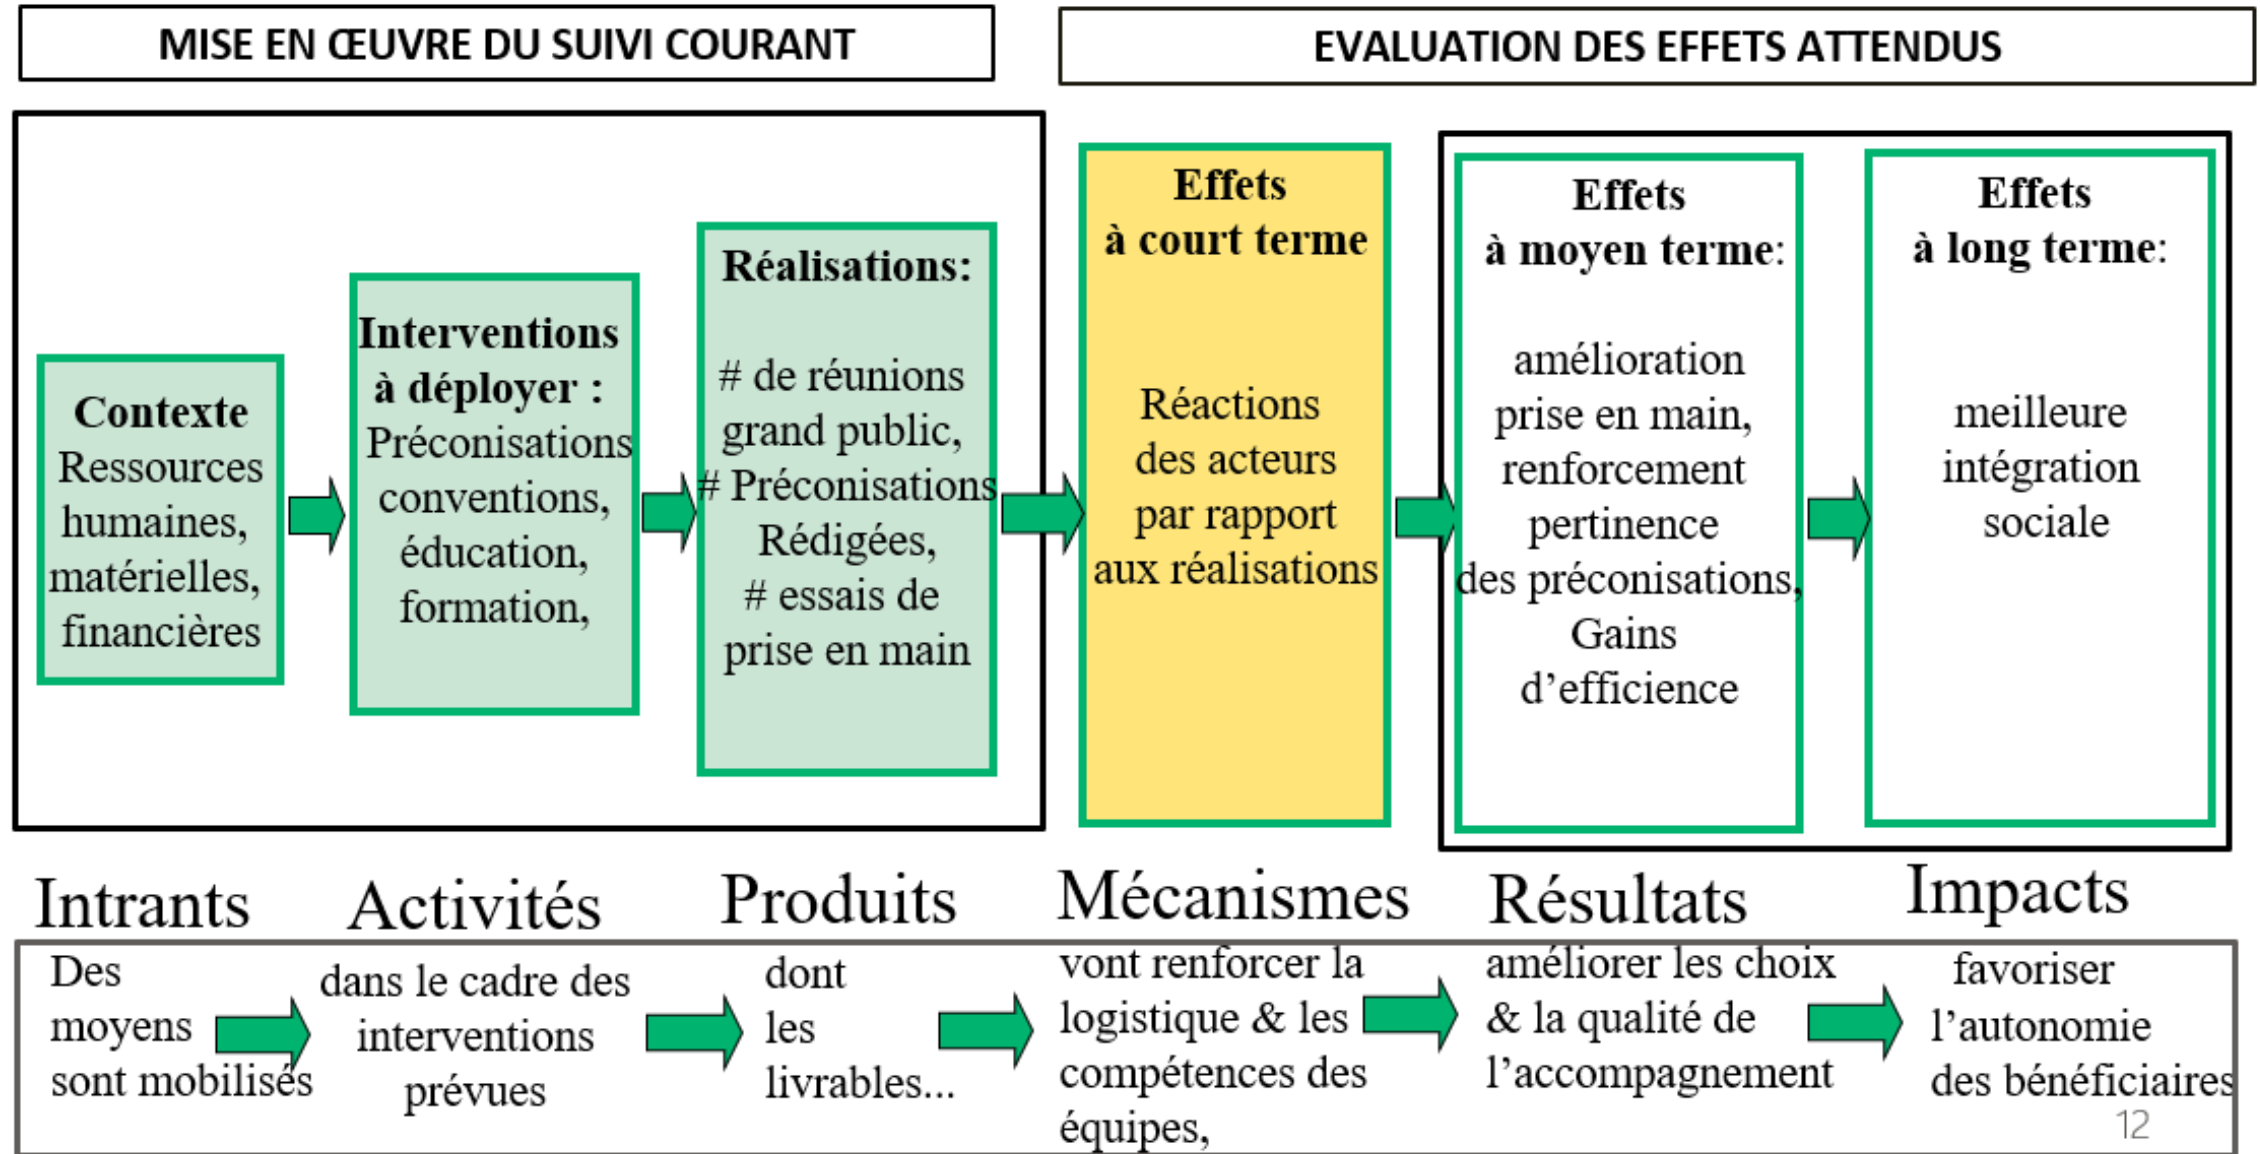 MISE EN ŒUVRE DU SUIVI COURANT
EVALUATION DES EFFETS ATTENDUS
Contexte
Ressources
humaines,
matérielles,
financières
Interventions
à déployer :
Préconisations
conventions,
éducation,
formation,
Réalisations:
# de réunions
grand public,
# Préconisations
Rédigées,
# essais de
prise en main
Effets
à court terme
Réactions
des acteurs
par rapport
aux réalisations
Effets
à moyen terme:
amélioration
prise en main,
renforcement
pertinence
des préconisations,
Gains
d’efficience
Effets
à long terme:
meilleure
intégration
sociale
Intrants
Activités
Produits
Mécanismes
Résultats
Impacts
Des
moyens
sont mobilisés
dans le cadre des
interventions
prévues
dont
les
livrables...
vont renforcer la
logistique & les
compétences des
équipes,
améliorer les choix
& la qualité de
l’accompagnement
favoriser
l’autonomie
des bénéficiaires
12